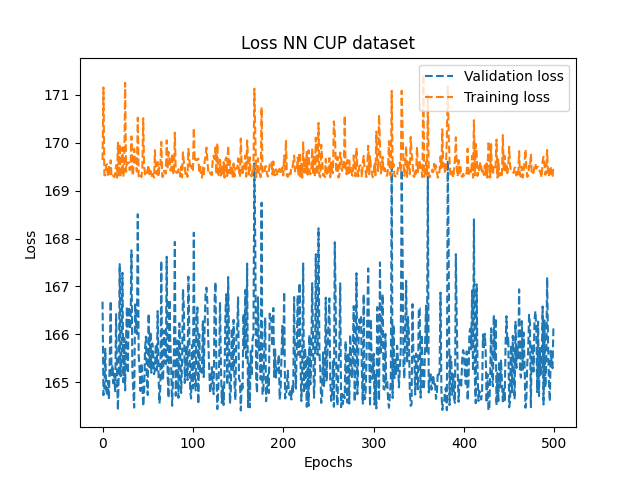 Loss NN CUP dataset
Validation loss
Training loss
171
170
169
168
167
166
165
Loss
0
100
200
300
400
500
Epochs